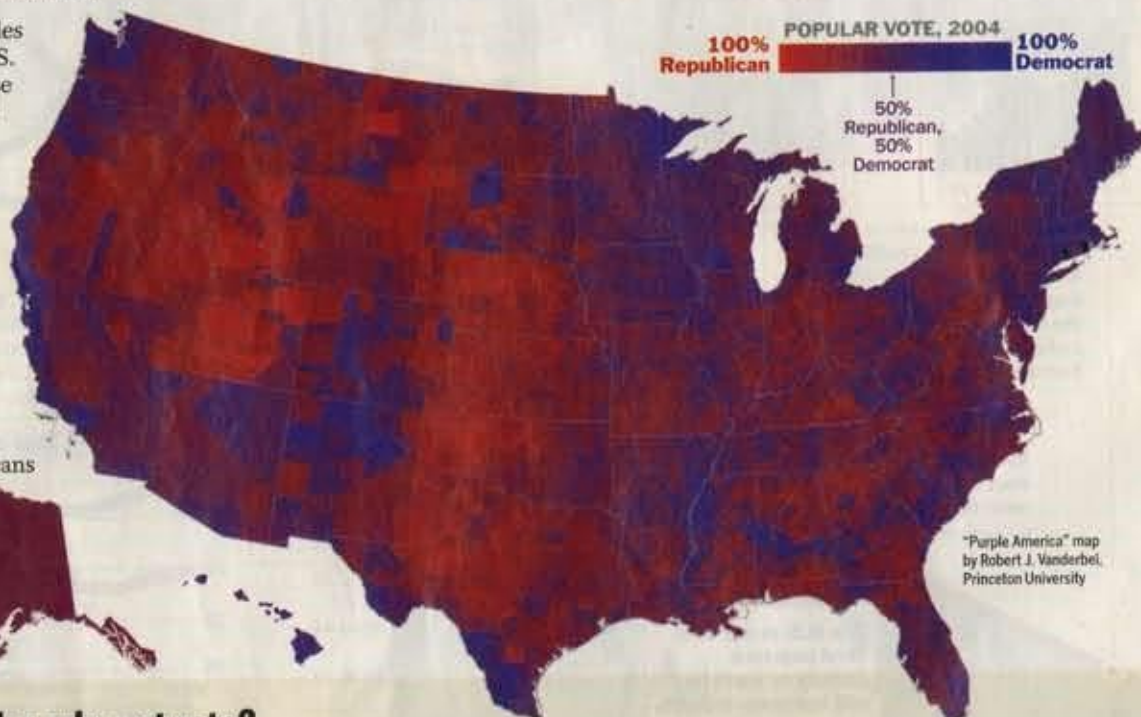 POPULAR VOTE, 2004
100%
Republican
100%
Democrat
50%
Republican,
50%
Democrat
"Purple America" map
by Robert J. Vanderbei,
Princeton University